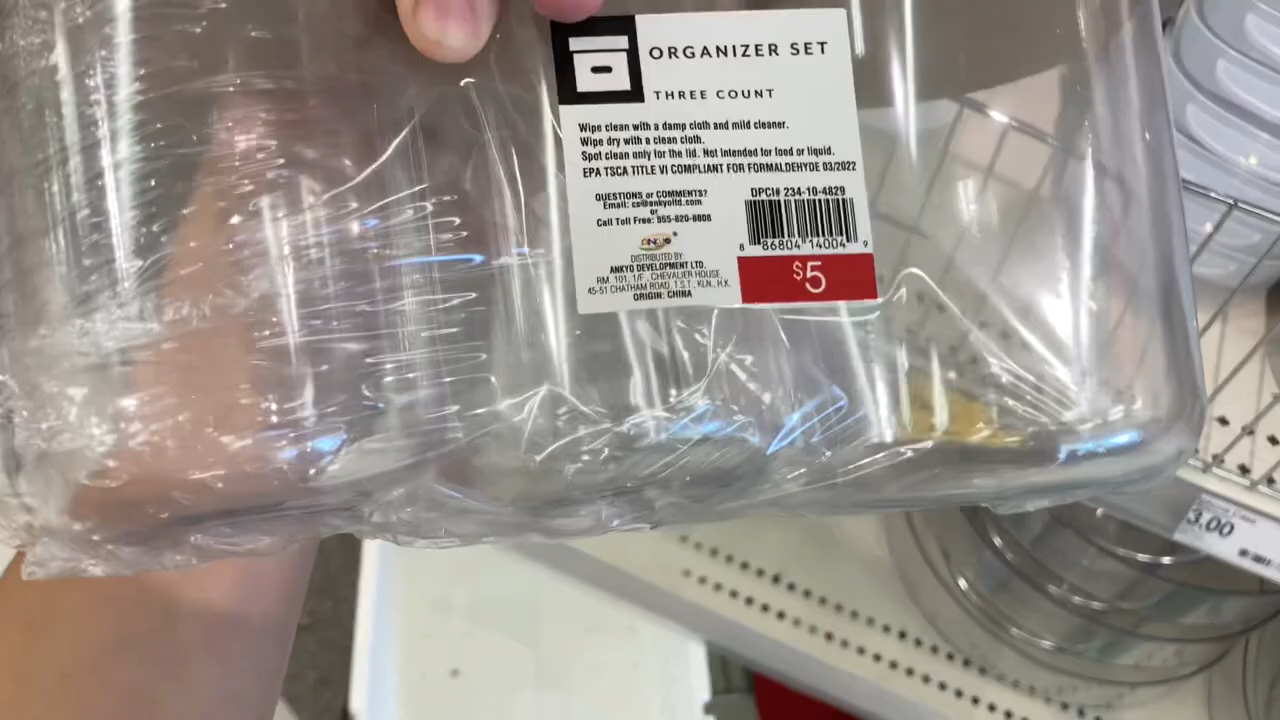 ORGANIZER SET
THREE COUNT
Wipe clean with a damp cloth and mild cleaner.
Wipe dry with a clean cloth.
Spot clean only for the lid. Not intended for food or liquid.
EPA TSCA TITLE VI COMPLIANT FOR FORMALDEHYDE 03/2022
QUESTIONS or COMMENTS?
Email: cs@ankyoltd.com
or
Call Toll Free: 855-820-8808
ANKYO
DISTRIBUTED BY:
ANKYO DEVELOPMENT LTD.
RM. 101, 1/F., CHEVALIER HOUSE,
45-51 CHATHAM ROAD, T.S.T., KLN., H.K.
ORIGIN: CHINA
DPCI# 234-10-4829
8 86804 14004 9
$5
3.00